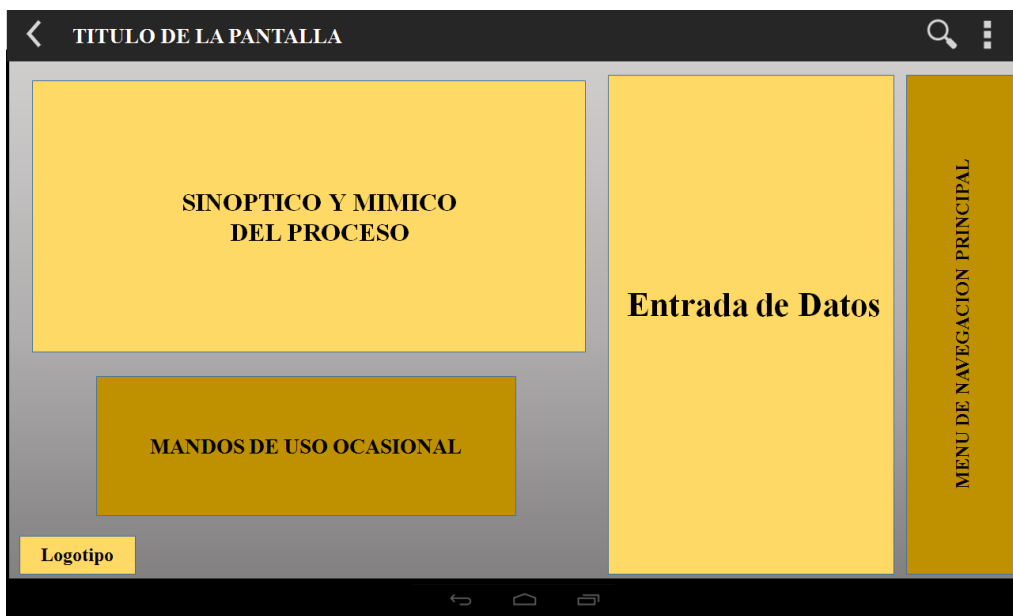 TITULO DE LA PANTALLA
SINOPTICO Y MIMICO
DEL PROCESO
Entrada de Datos
MENU DE NAVEGACION PRINCIPAL
MANDOS DE USO OCASIONAL
Logotipo